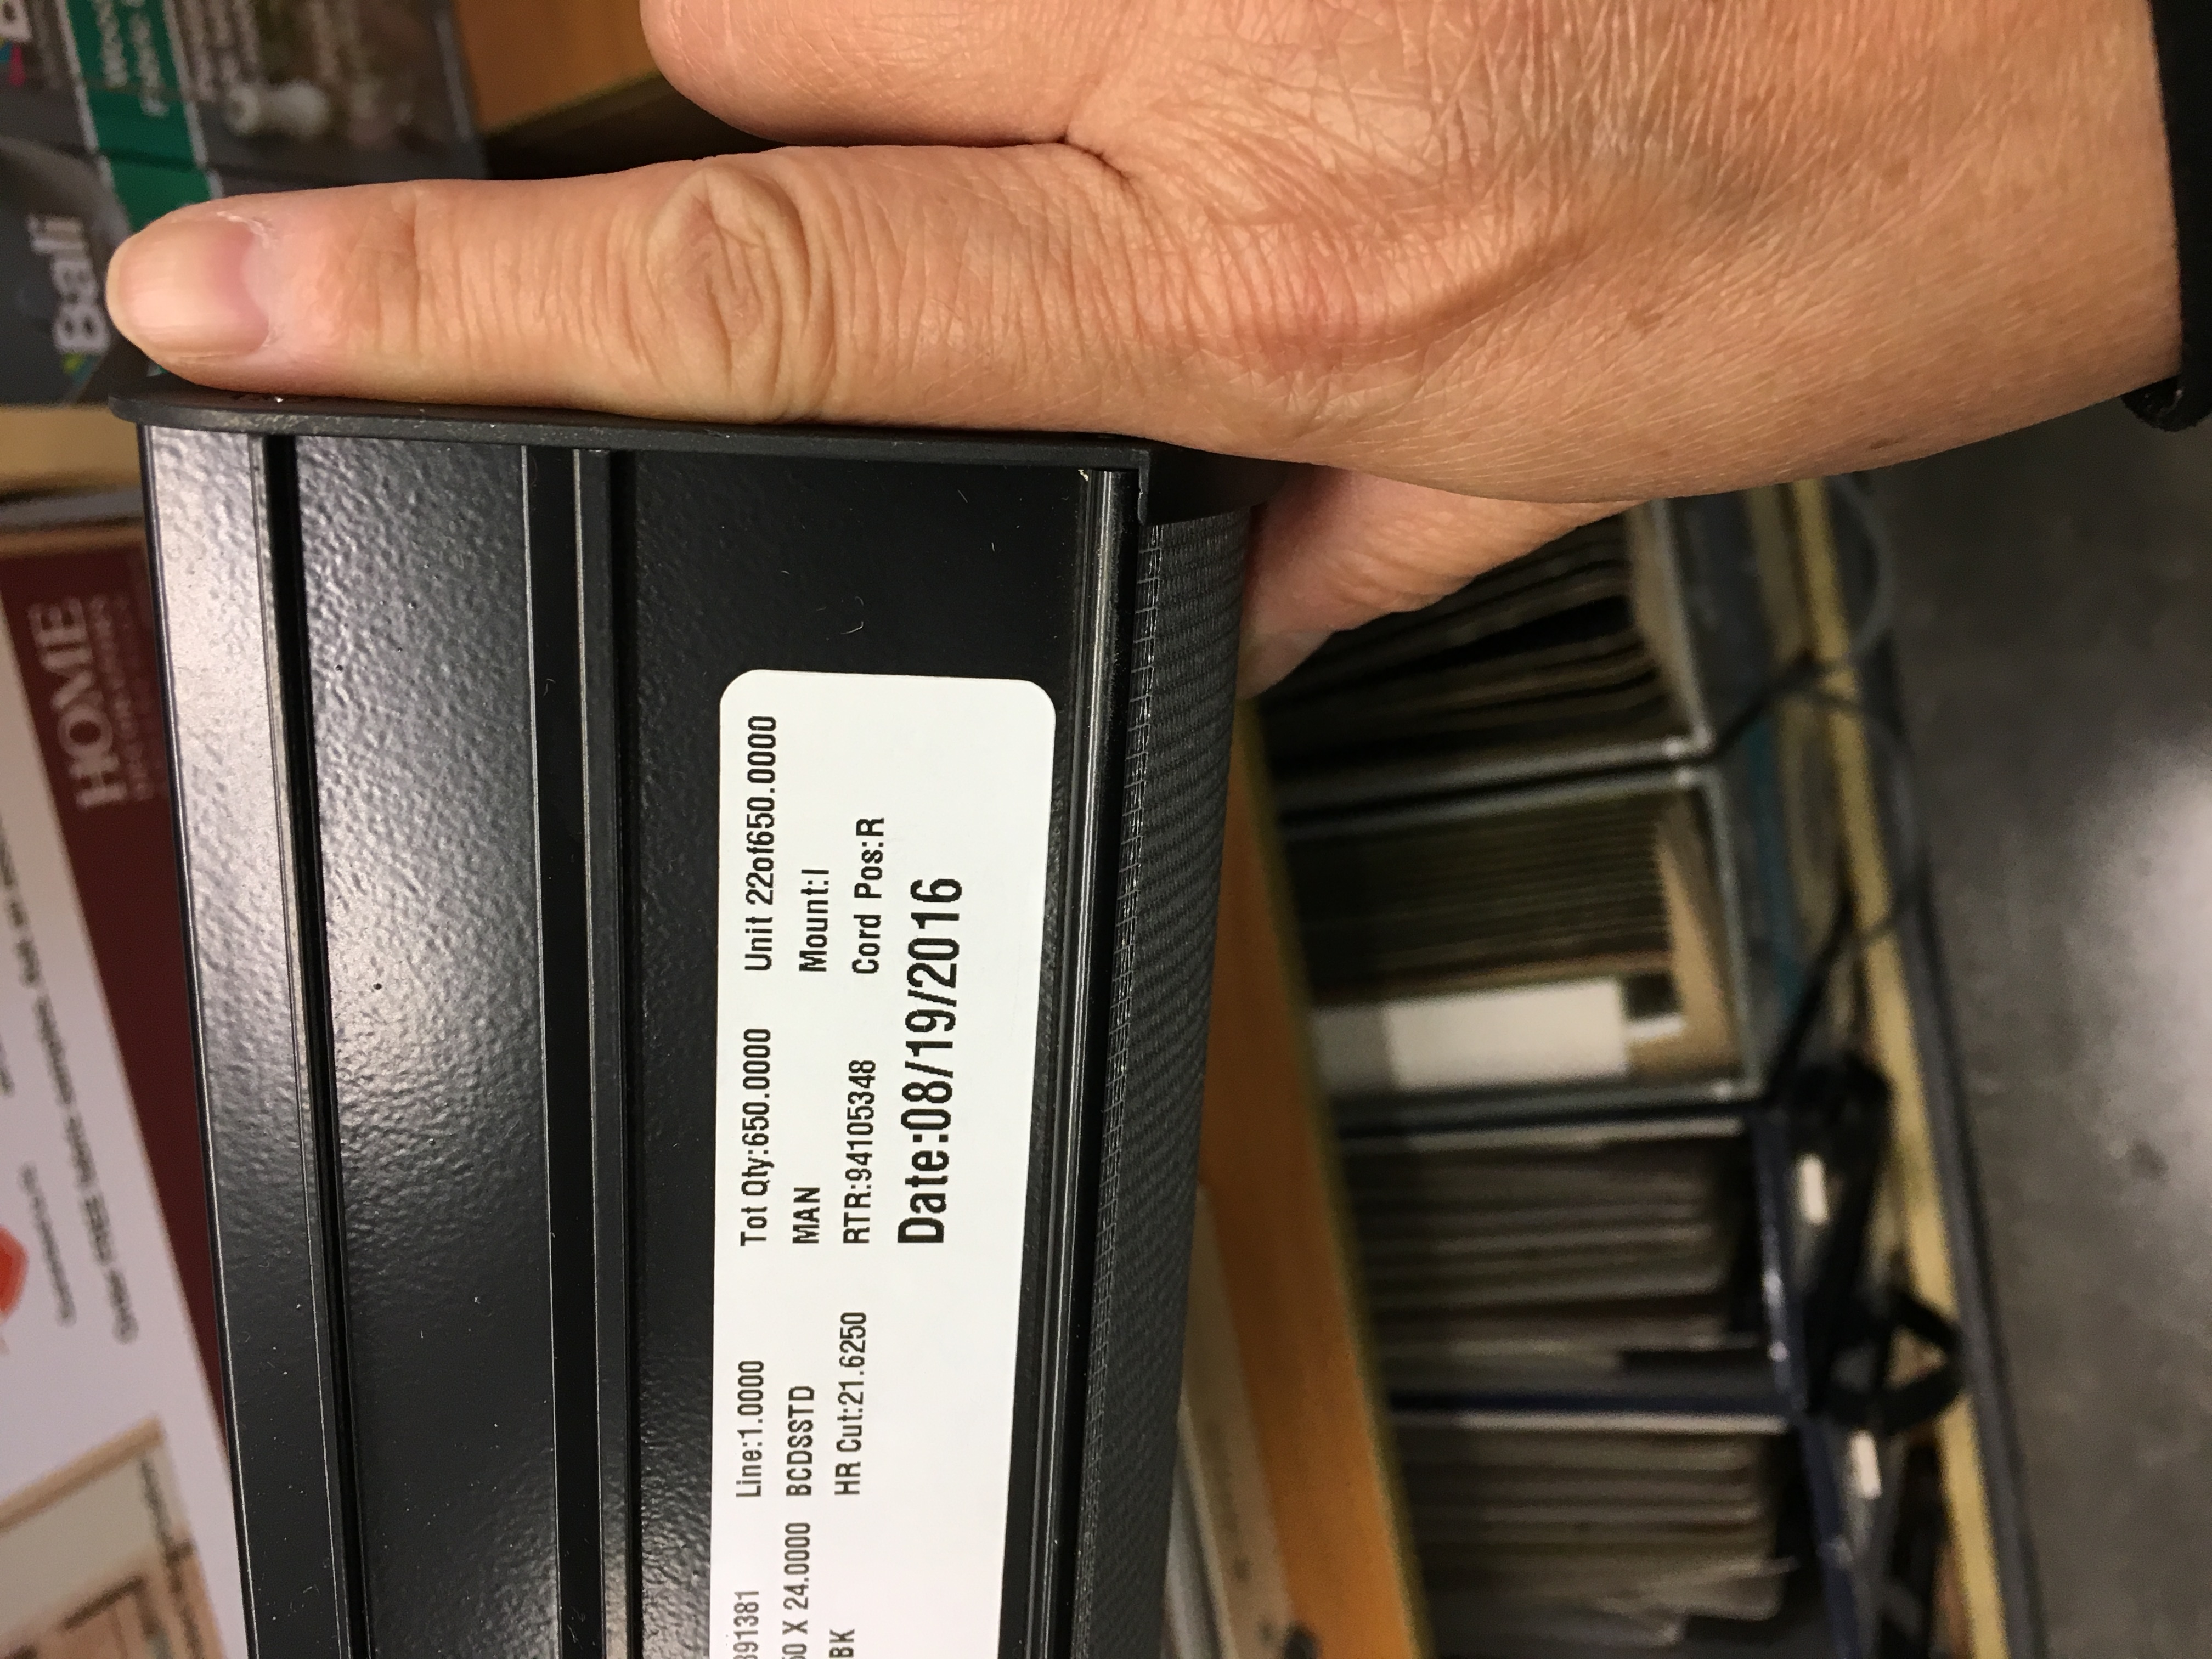 391381 Line:1.0000 Tot Qty:650.0000 Unit 22of650.0000
X 24.0000 BCDSSTD MAN Mount:I
BK HR Cut:21.6250 RTR:94105348 Cord Pos:R
Date:08/19/2016
Bali
HOME